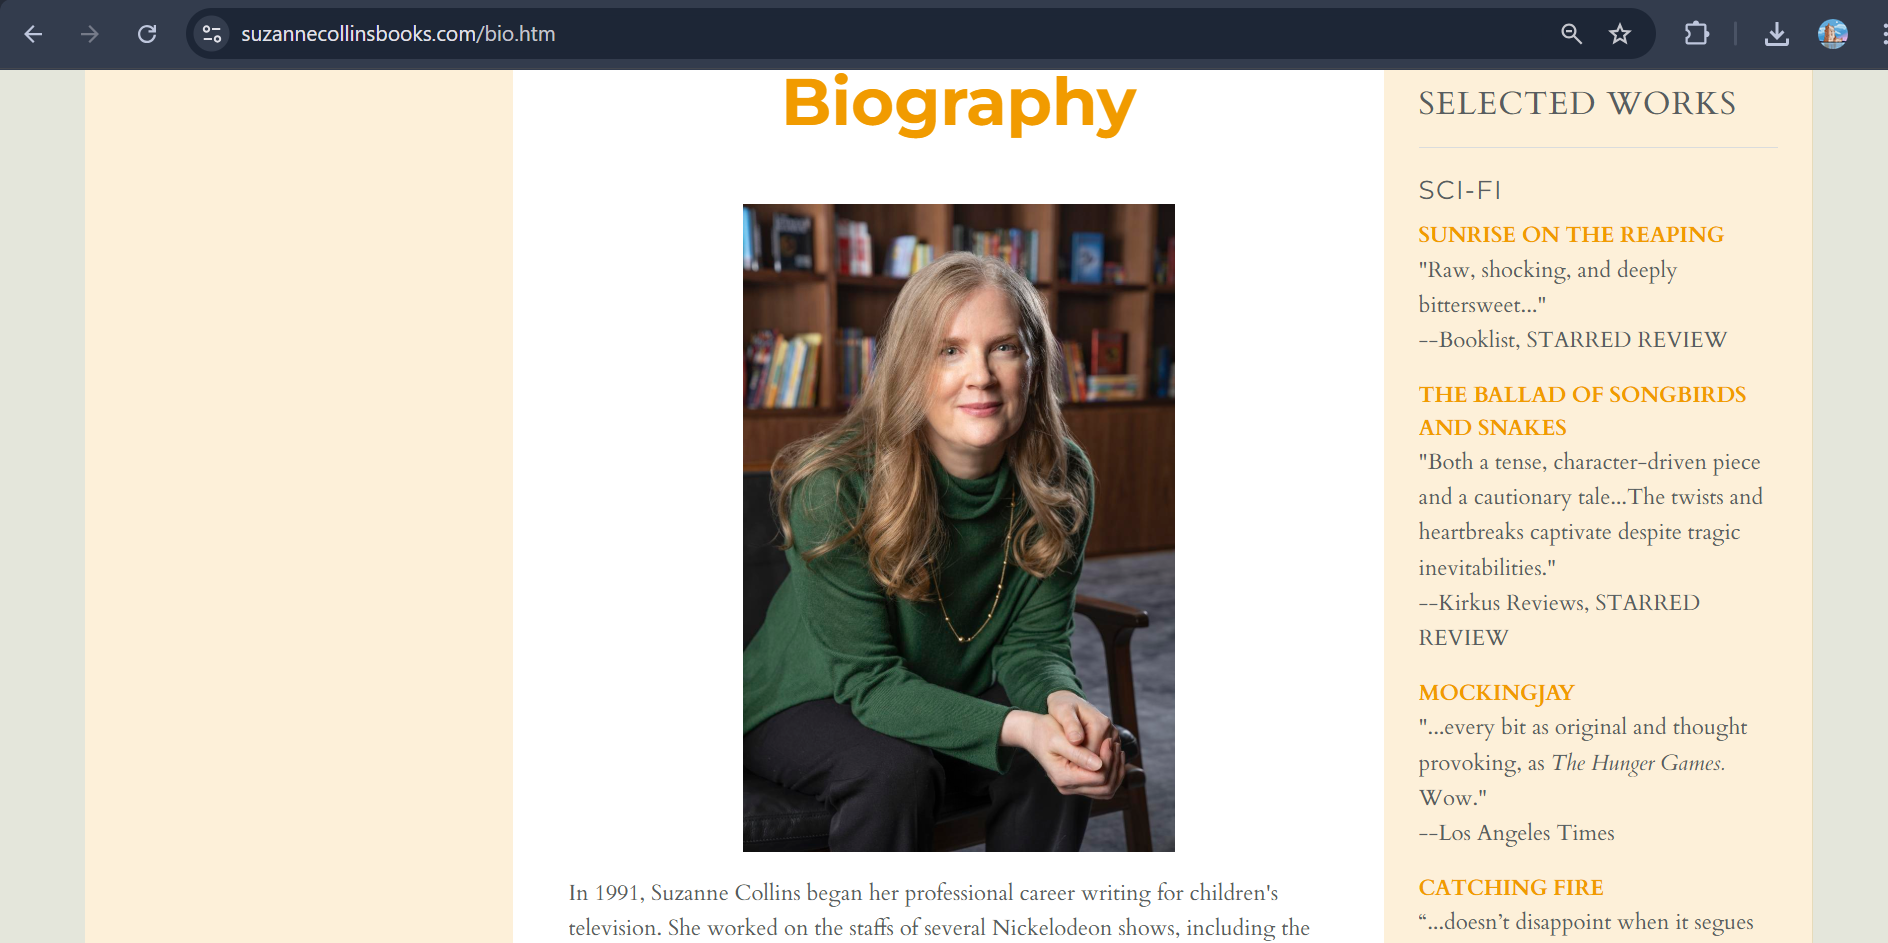 suzannecollinsbooks.com/bio.htm
Biography
In 1991, Suzanne Collins began her professional career writing for children's
television. She worked on the staffs of several Nickelodeon shows, including the
SELECTED WORKS
SCI-FI
SUNRISE ON THE REAPING
"Raw, shocking, and deeply
bittersweet..."
--Booklist, STARRED REVIEW
THE BALLAD OF SONGBIRDS
AND SNAKES
"Both a tense, character-driven piece
and a cautionary tale...The twists and
heartbreaks captivate despite tragic
inevitabilities."
--Kirkus Reviews, STARRED
REVIEW
MOCKINGJAY
"...every bit as original and thought
provoking, as The Hunger Games.
Wow."
--Los Angeles Times
CATCHING FIRE
“...doesn’t disappoint when it segues